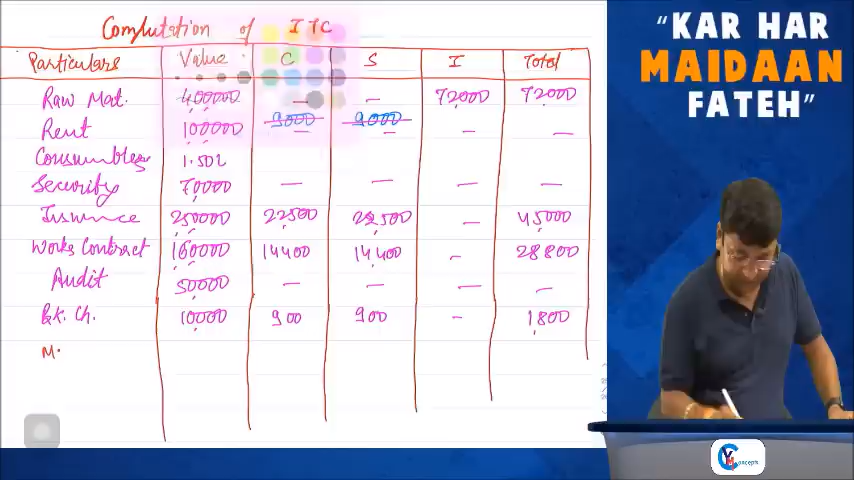 Computation of ITC
Particulars Value C S I Total
Raw Mat. 400000 — — 72000 72000
9000 9000
Rent 100000 — — — —
Consumbles 1.50L
Security 70000 — — — —
Insurance 250000 22500 22500 — 45000
Works Contract 160000 14400 14400 - 28800
Audit 50000 — — — —
Bk. Ch. 10000 900 900 - 1800
M.
"KAR HAR
MAIDAAN
FATEH"